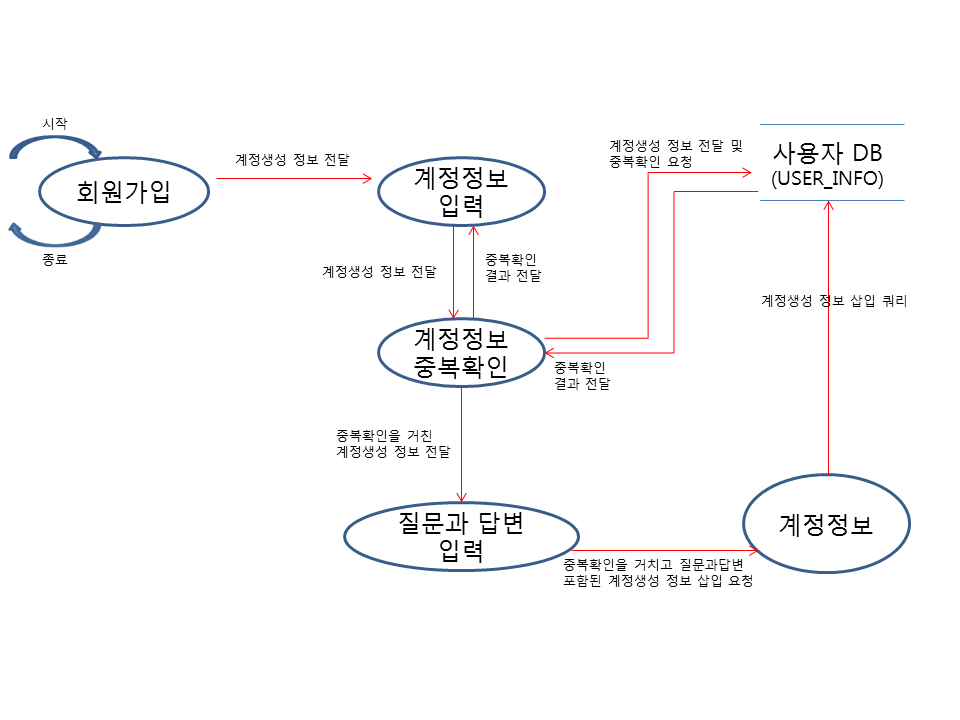 시작
회원가입
종료
계정생성 정보 전달
계정정보
입력
계정생성 정보 전달 및
중복확인 요청
사용자 DB
(USER_INFO)
계정생성 정보 전달
중복확인
결과 전달
계정생성 정보 삽입 쿼리
계정정보
중복확인
중복확인
결과 전달
중복확인을 거친
계정생성 정보 전달
질문과 답변
입력
계정정보
중복확인을 거치고 질문과답변
포함된 계정생성 정보 삽입 요청